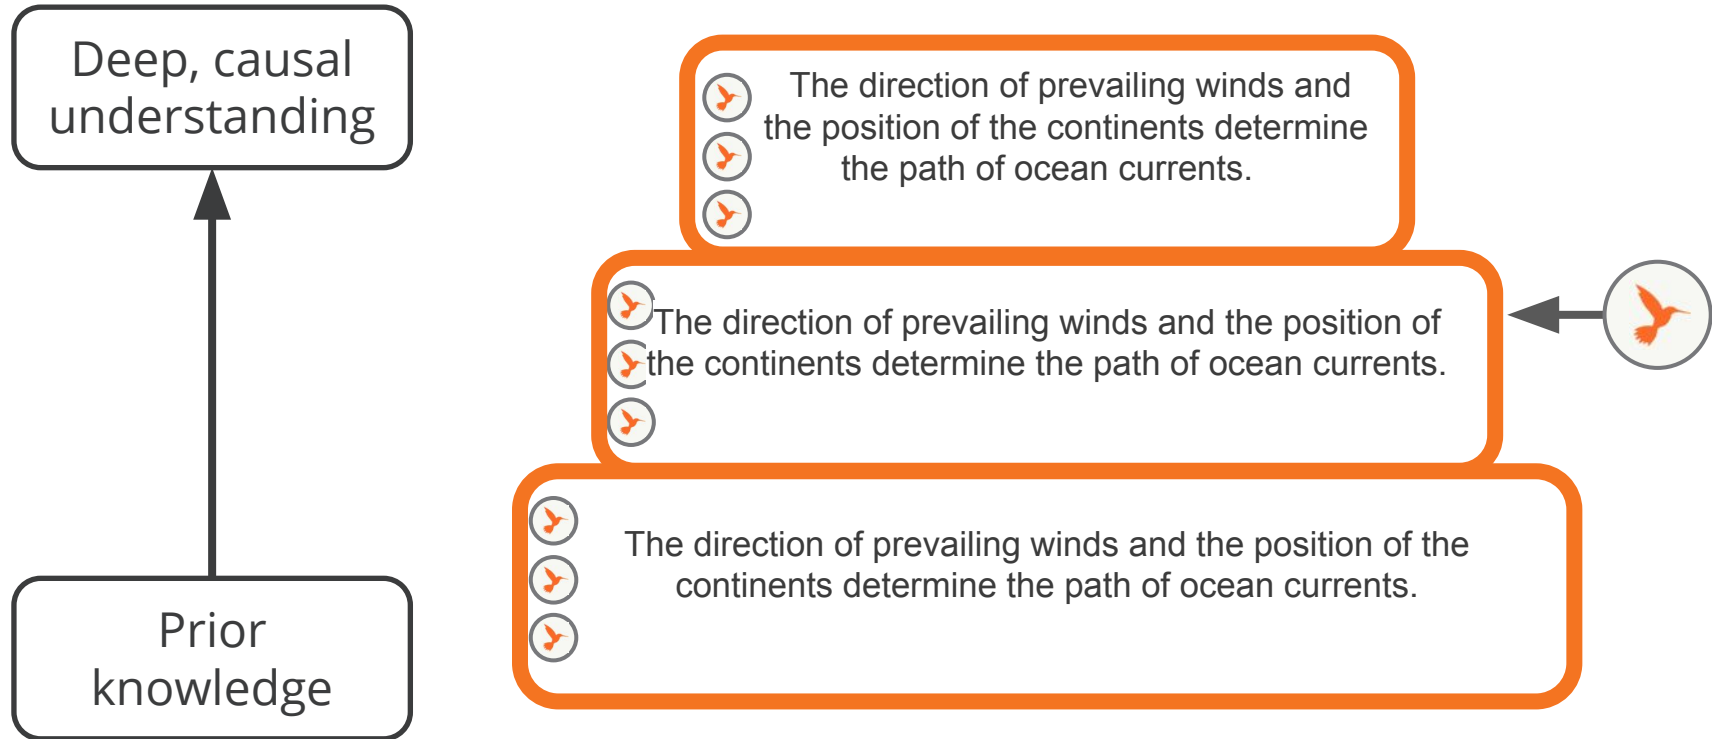 Deep, causal
understanding
The direction of prevailing winds and
the position of the continents determine
the path of ocean currents.
The direction of prevailing winds and the position of
the continents determine the path of ocean currents.
The direction of prevailing winds and the position of the
continents determine the path of ocean currents.
Prior
knowledge